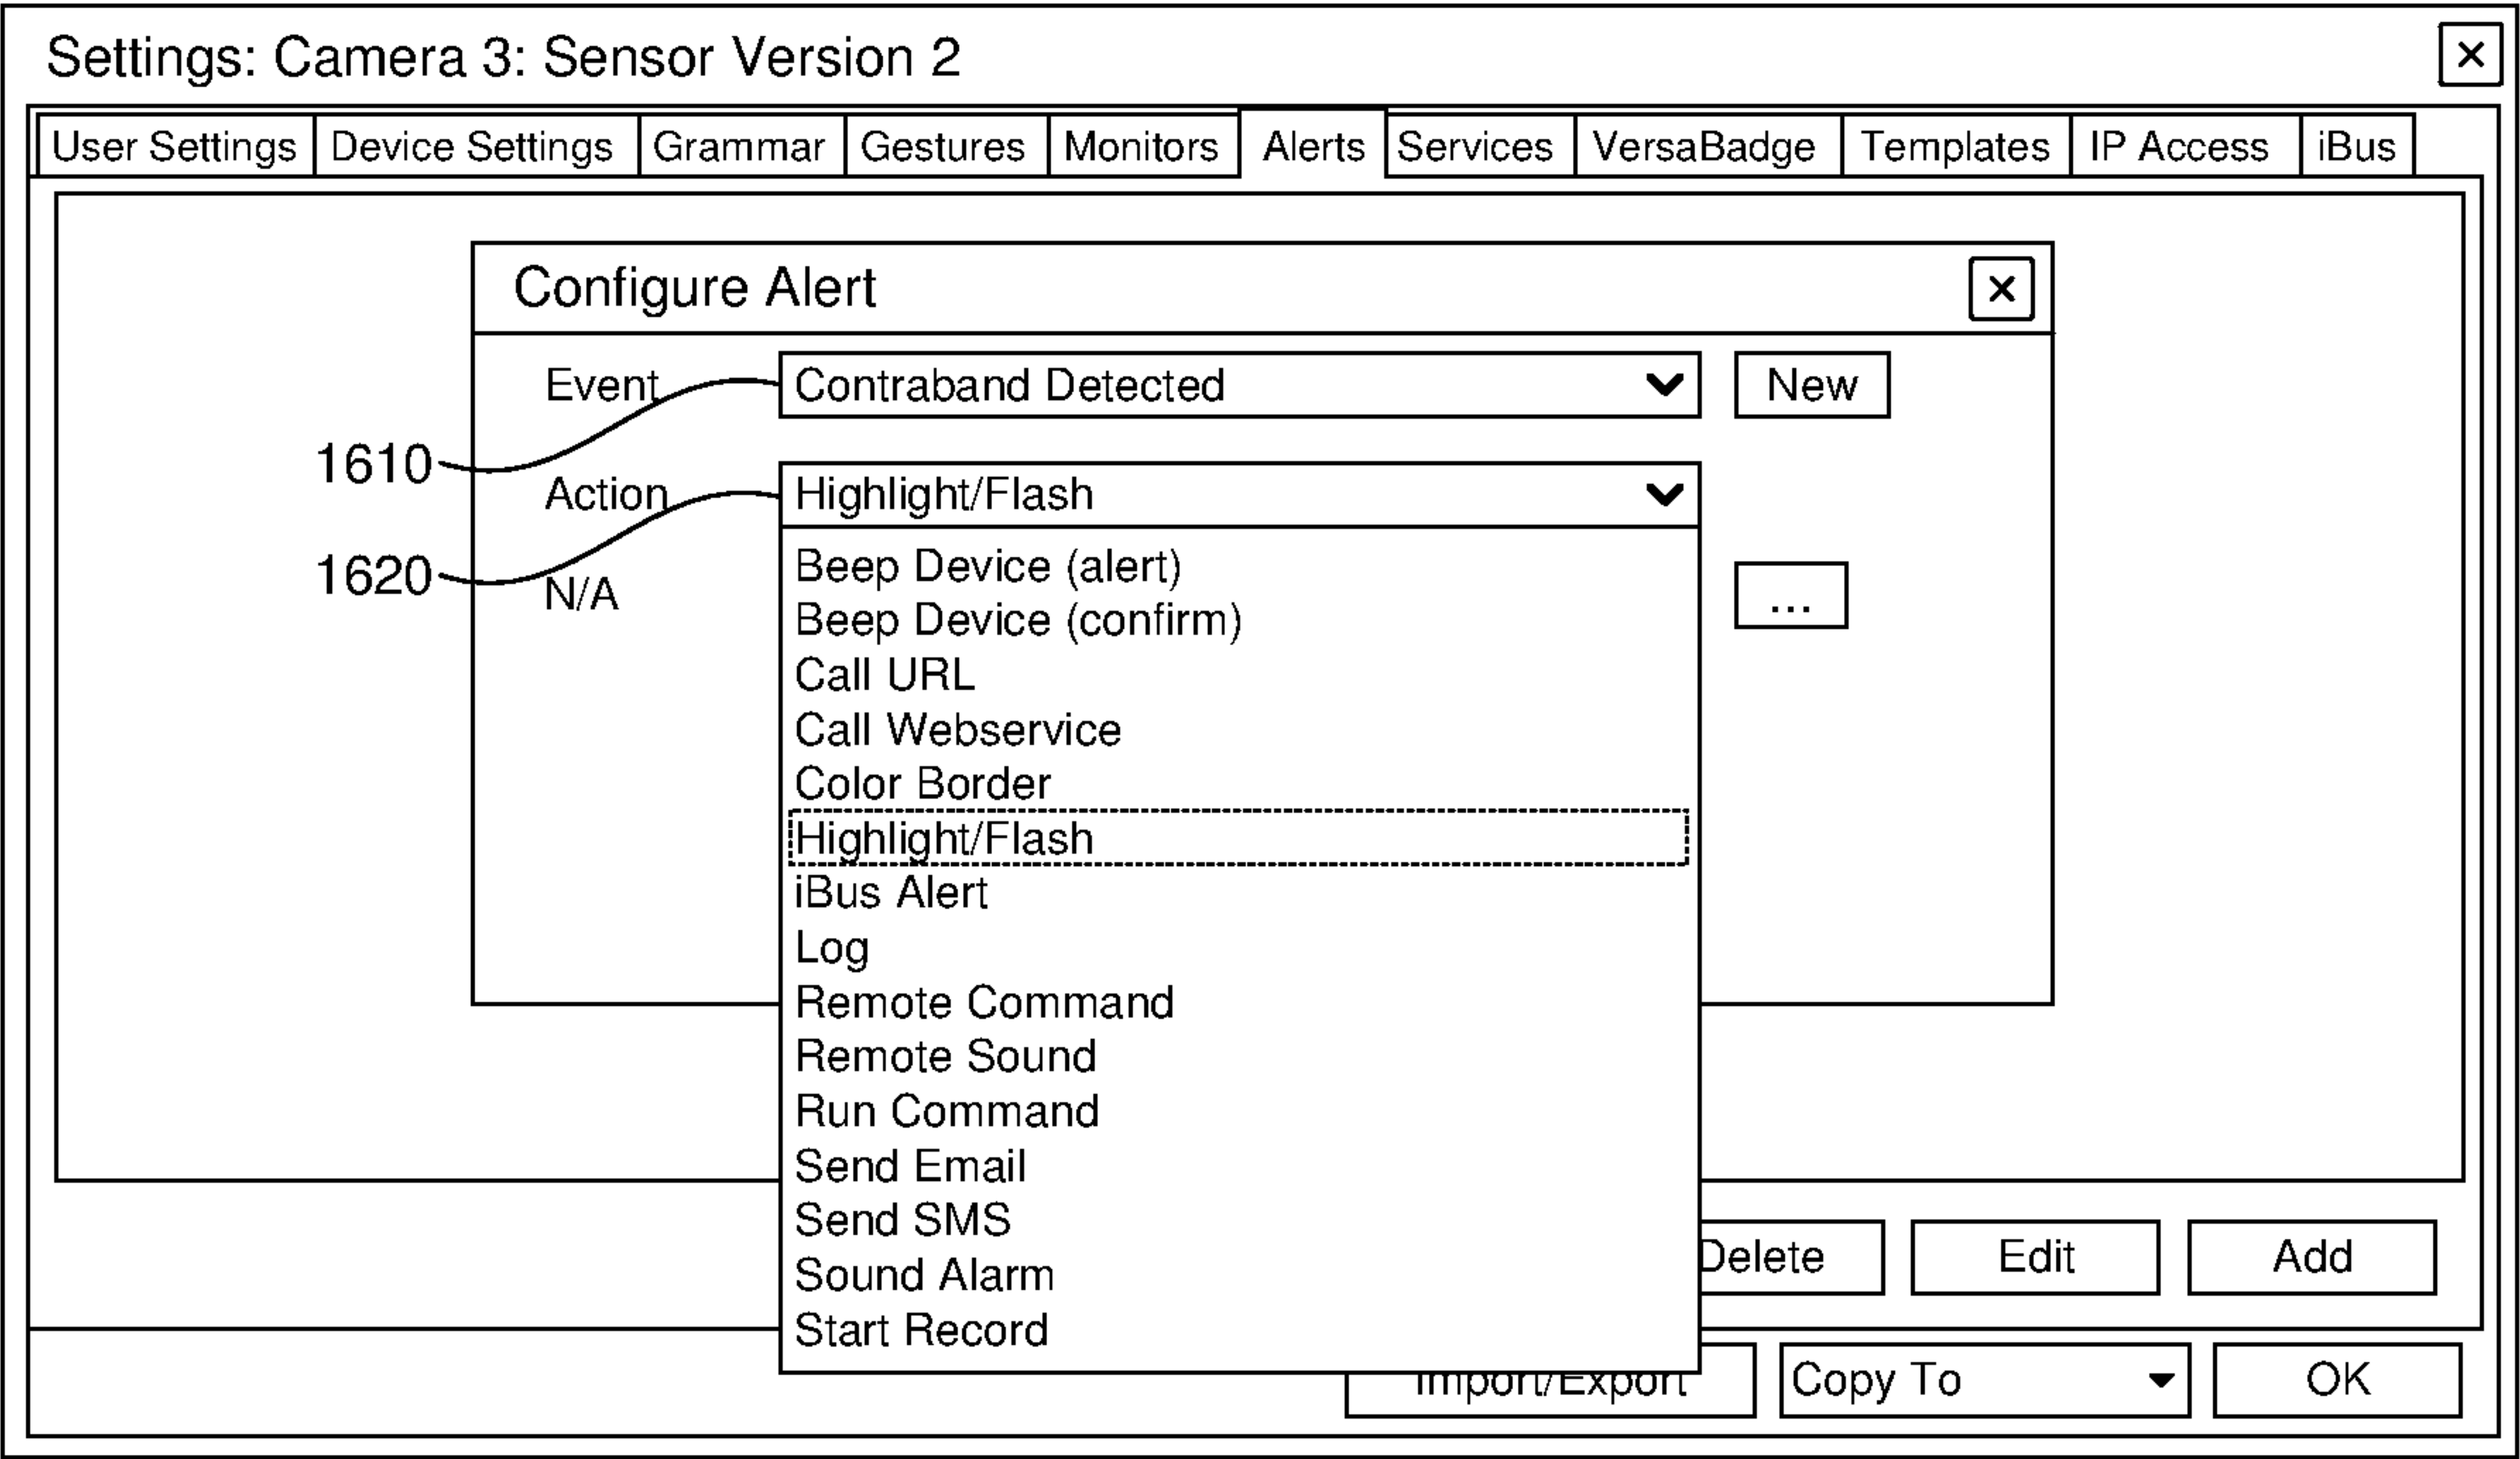 Settings: Camera 3: Sensor Version 2
User Settings Device Settings Grammar Gestures Monitors Alerts Services VersaBadge Templates IP Access iBus
Configure Alert
Event Contraband Detected New
1610
Action Highlight/Flash
1620
N/A ...
Beep Device (alert)
Beep Device (confirm)
Call URL
Call Webservice
Color Border
Highlight/Flash
iBus Alert
Log
Remote Command
Remote Sound
Run Command
Send Email
Send SMS
Sound Alarm
Start Record
Delete Edit Add
Import/Export Copy To OK